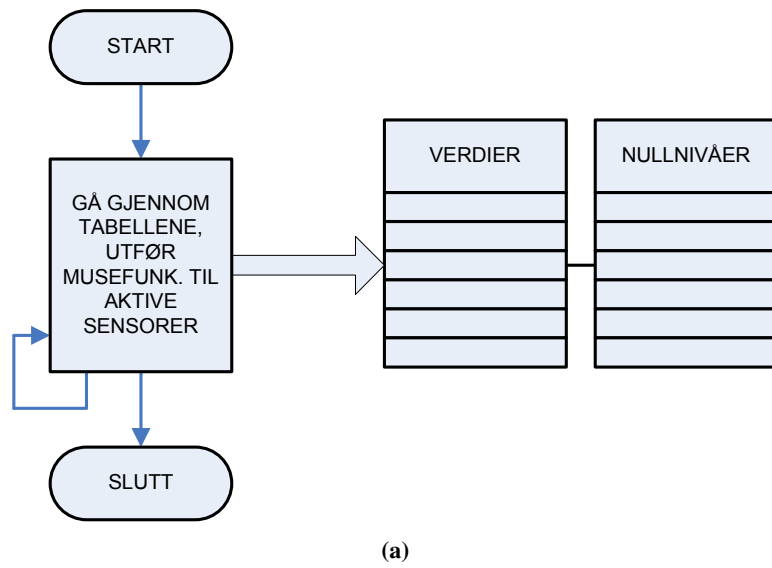 START
GÅ GJENNOM
TABELLENE,
UTFØR
MUSEFUNK. TIL
AKTIVE
SENSORER
VERDIER
NULLNIVÅER
SLUTT
(a)